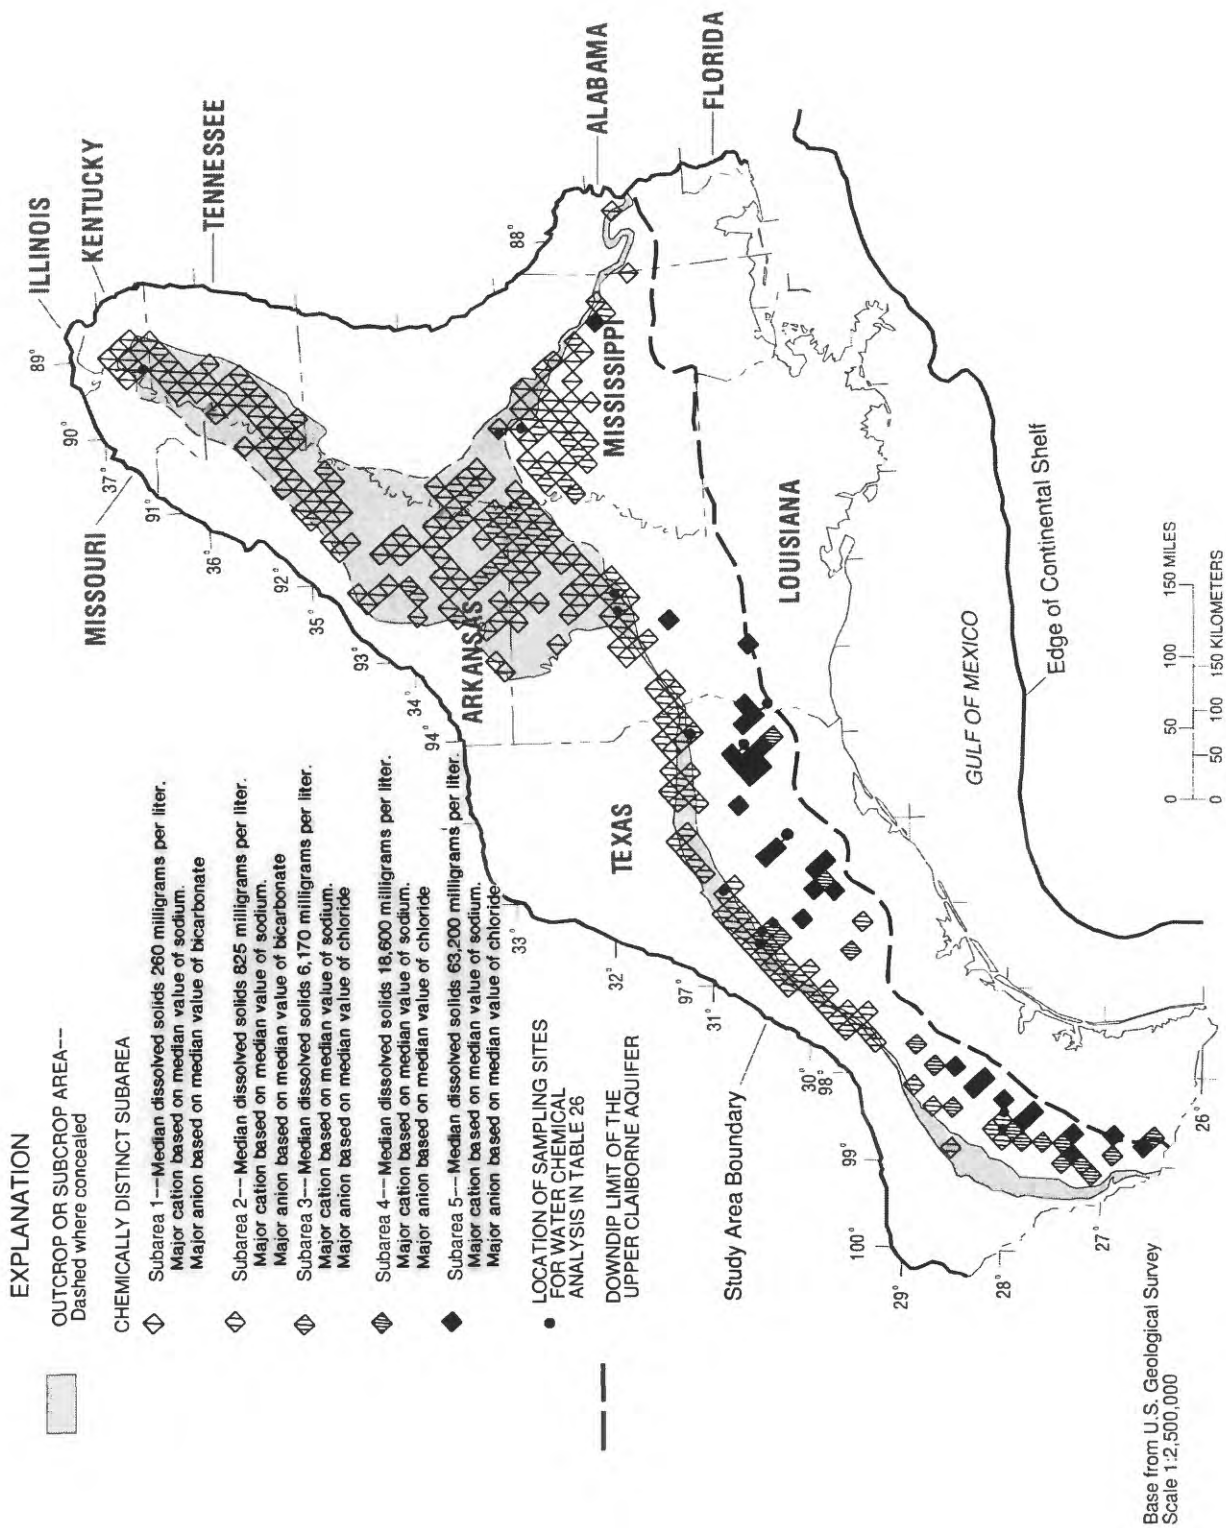 EXPLANATION
OUTCROP OR SUBCROP AREA---
Dashed where concealed
CHEMICALLY DISTINCT SUBAREA
Subarea 1---Median dissolved solids 260 milligrams per liter.
Major cation based on median value of sodium.
Major anion based on median value of bicarbonate
Subarea 2---Median dissolved solids 825 milligrams per liter.
Major cation based on median value of sodium.
Major anion based on median value of bicarbonate
Subarea 3---Median dissolved solids 6,170 milligrams per liter.
Major cation based on median value of sodium.
Major anion based on median value of chloride
Subarea 4---Median dissolved solids 18,600 milligrams per liter.
Major cation based on median value of sodium.
Major anion based on median value of chloride
Subarea 5---Median dissolved solids 63,200 milligrams per liter.
Major cation based on median value of sodium.
Major anion based on median value of chloride
LOCATION OF SAMPLING SITES
FOR WATER CHEMICAL
ANALYSIS IN TABLE 26
DOWNDIP LIMIT OF THE
UPPER CLAIBORNE AQUIFER
Study Area Boundary
MISSOURI
ILLINOIS
KENTUCKY
TENNESSEE
ALABAMA
FLORIDA
MISSISSIPPI
ARKANSAS
LOUISIANA
TEXAS
GULF OF MEXICO
Edge of Continental Shelf
89°
90°
37°
91°
36°
92°
35°
93°
34°
94°
33°
32°
97°
31°
30°
98°
99°
100°
29°
28°
27°
26°
88°
0 50 100 150 MILES
0 50 100 150 KILOMETERS
Base from U.S. Geological Survey
Scale 1:2,500,000